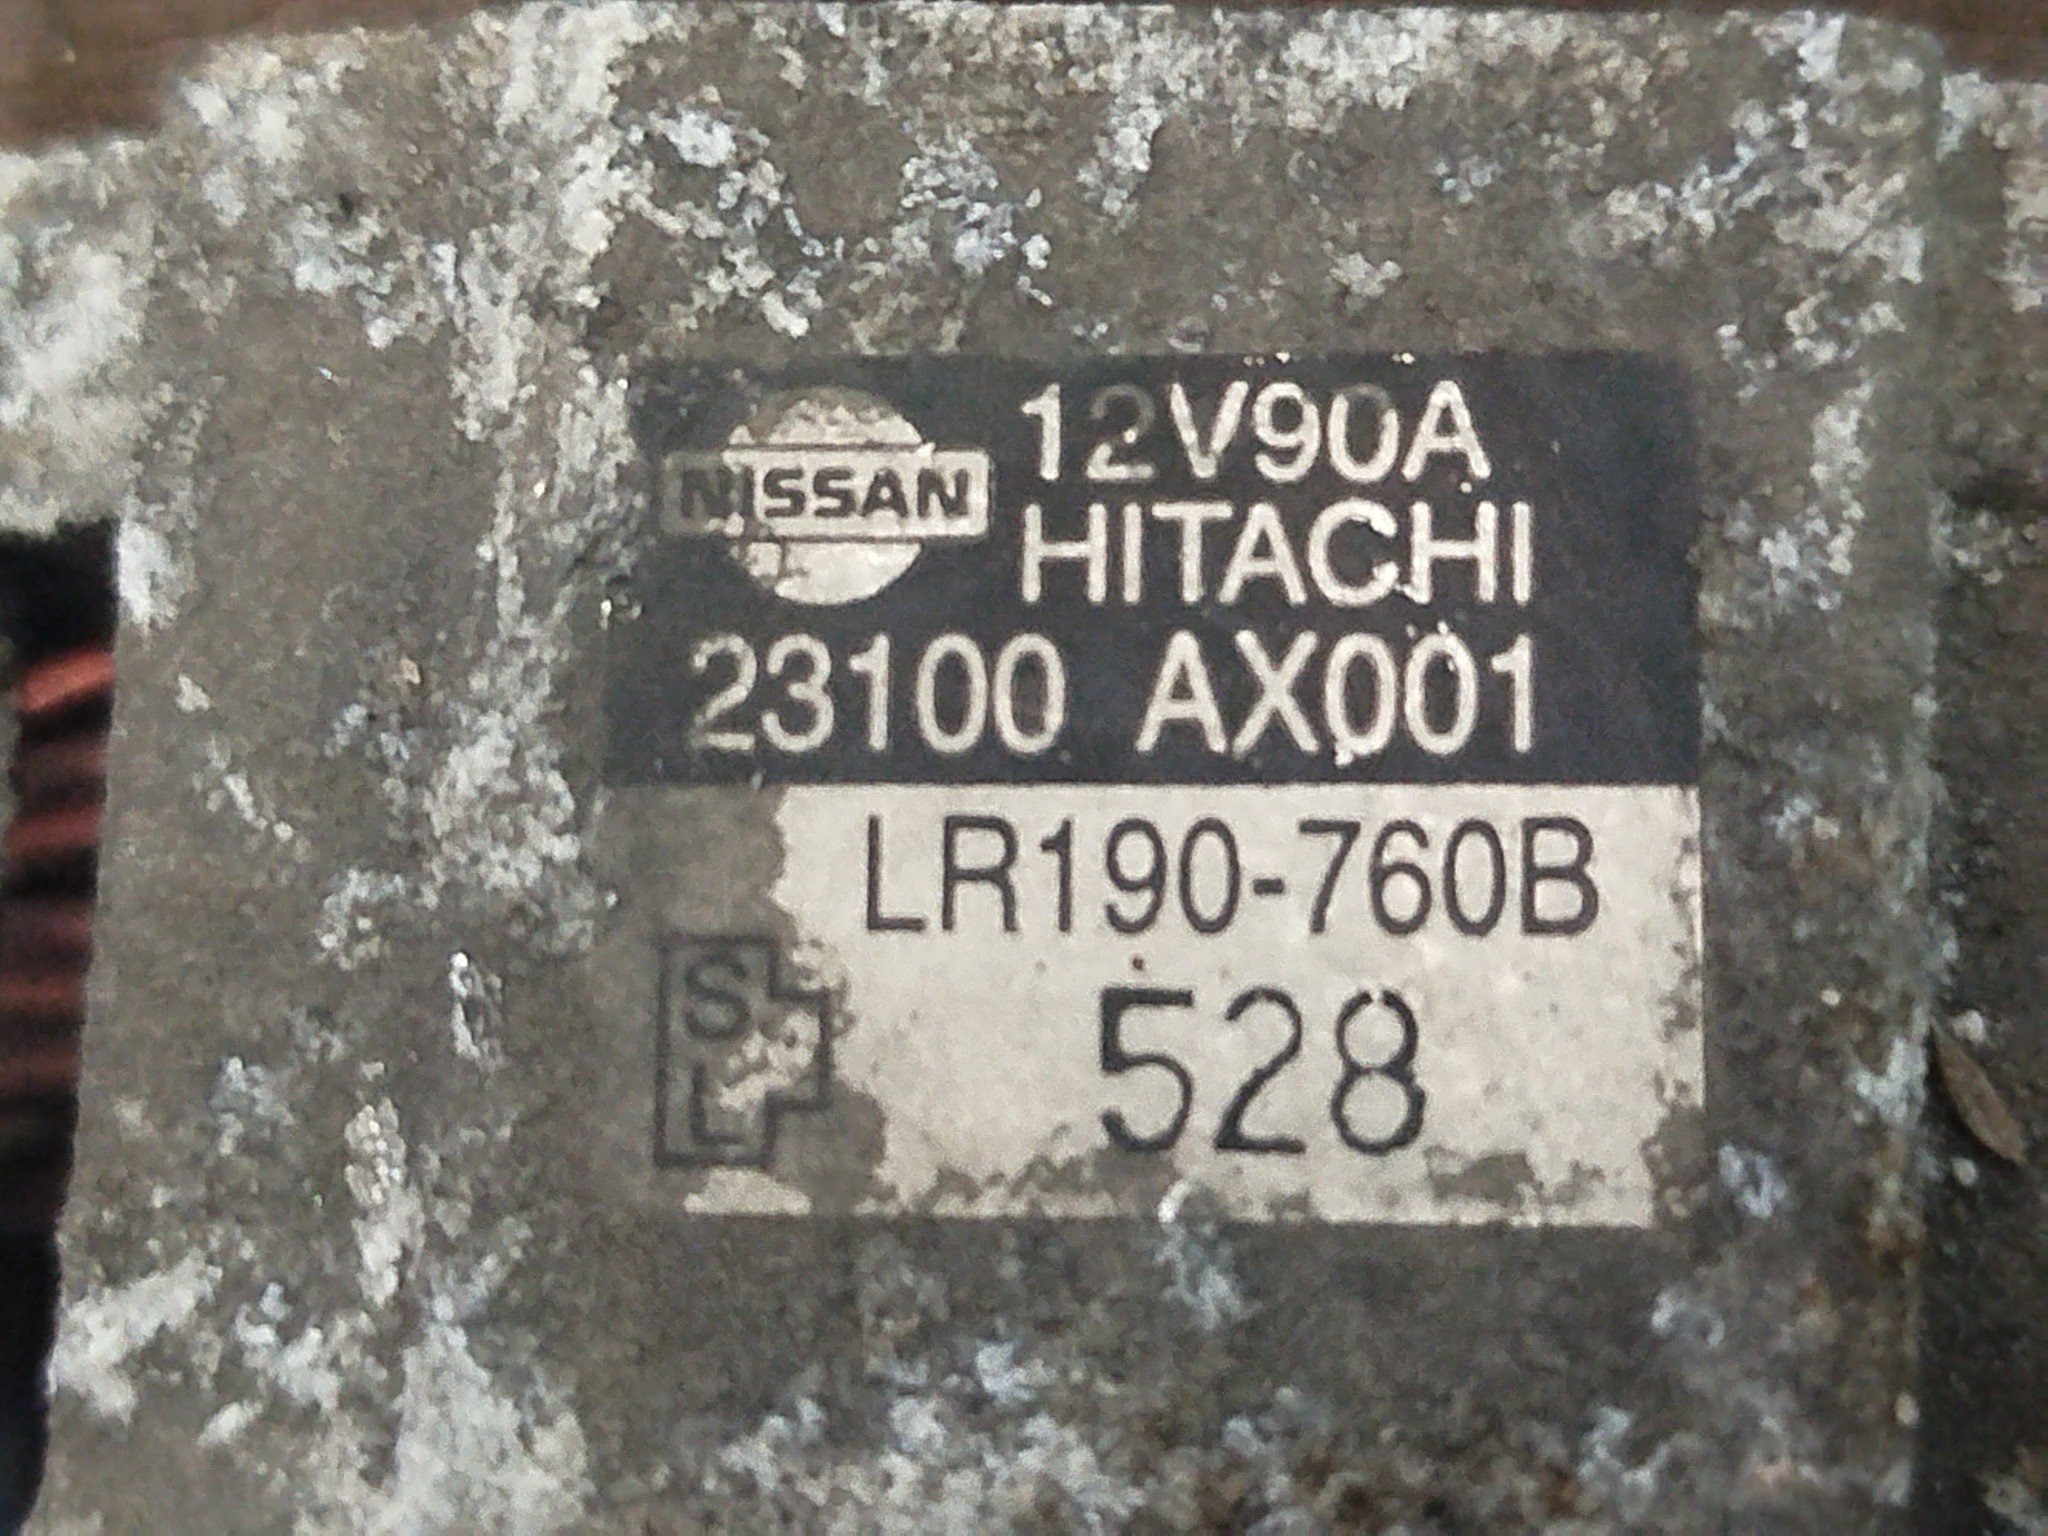 NISSAN
12V90A
HITACHI
23100 AX001
LR190-760B
S
L
528